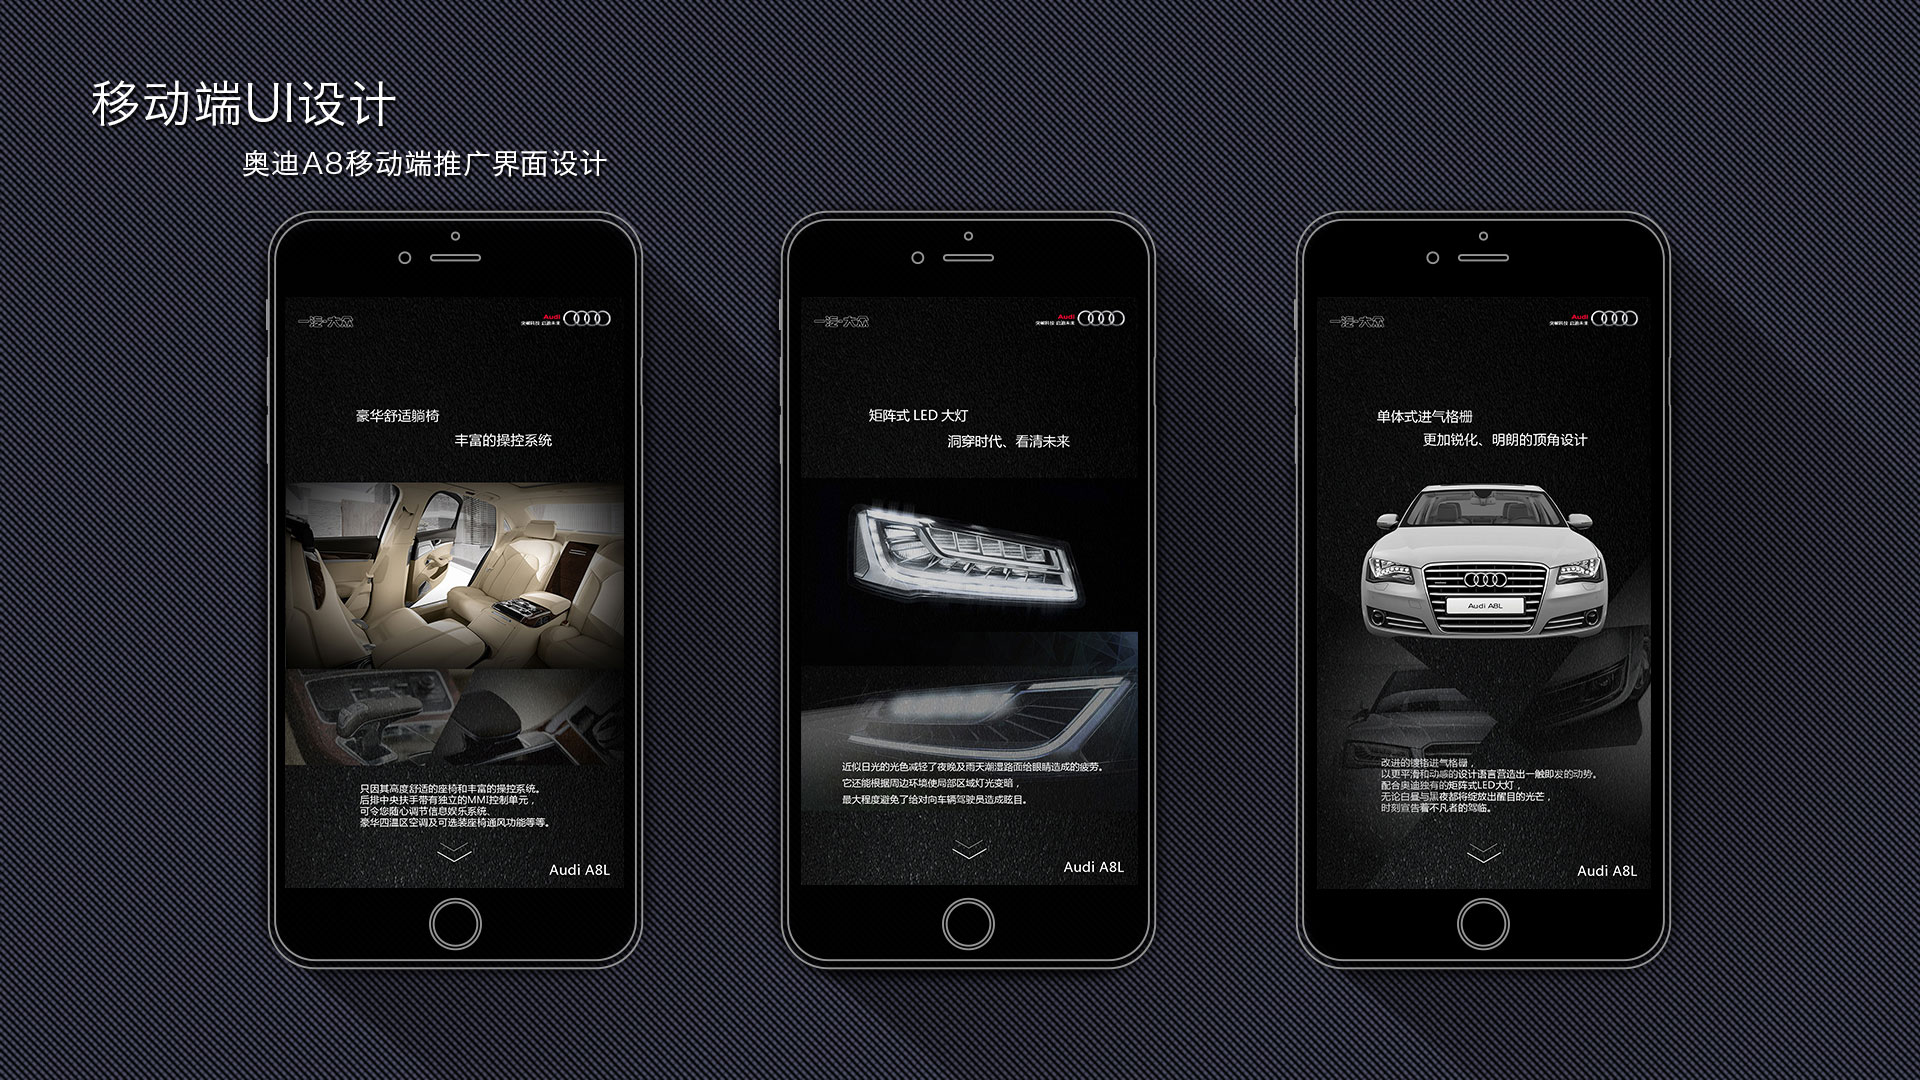 移动端UI设计
奥迪A8移动端推广界面设计
一汽-大众
Audi
突破科技 启迪未来
豪华舒适躺椅
丰富的操控系统
只因其高度舒适的座椅和丰富的操控系统。
后排中央扶手带有独立的MMI控制单元，
可令您随心调节信息娱乐系统、
豪华四温区空调及可选装座椅通风功能等等。
Audi A8L
一汽-大众
Audi
突破科技 启迪未来
矩阵式 LED 大灯
洞穿时代、看清未来
近似日光的光色减轻了夜晚及雨天潮湿路面给眼睛造成的疲劳。
它还能根据周边环境使局部区域灯光变暗，
最大程度避免了给对向车辆驾驶员造成眩目。
Audi A8L
一汽-大众
Audi
突破科技 启迪未来
单体式进气格栅
更加锐化、明朗的顶角设计
Audi A8L
改进的镀铬进气格栅，
以更平滑和动感的设计语言营造出一触即发的动势。
配合奥迪独有的矩阵式LED大灯，
无论白昼与黑夜都将绽放出醒目的光芒，
时刻宣告着不凡者的驾临。
Audi A8L